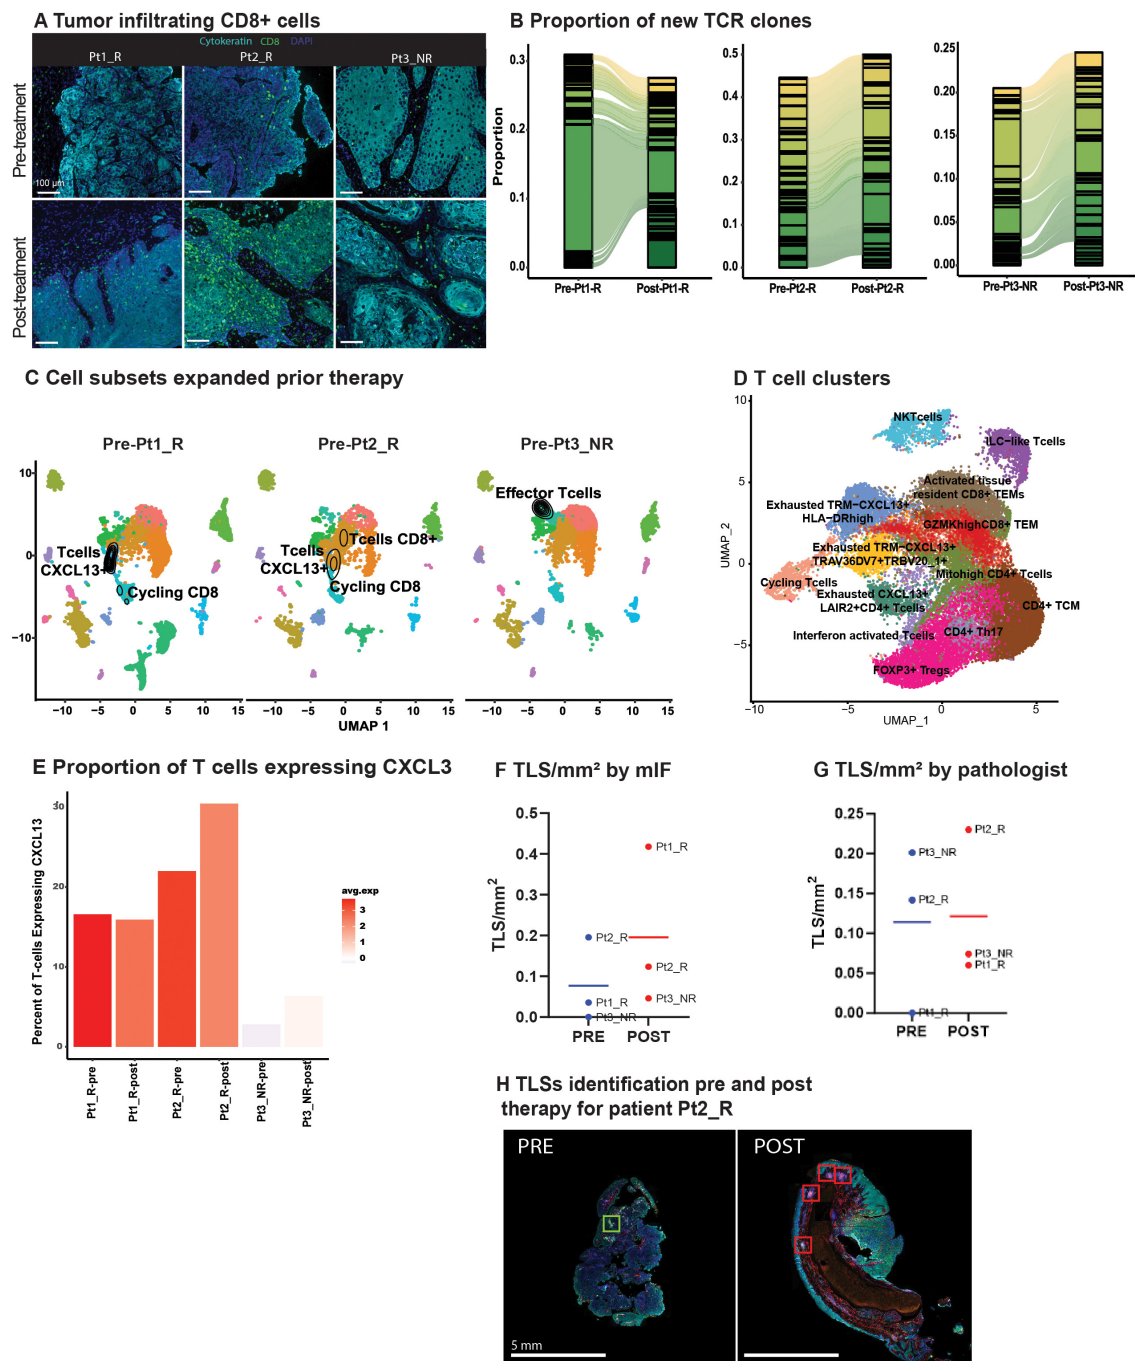 A Tumor infiltrating CD8+ cells
Cytokeratin CD8 DAPI
Pt1_R Pt2_R Pt3_NR
Pre-treatment
100 µm
Post-treatment
B Proportion of new TCR clones
Proportion
0.3
0.2
0.1
0.0
Pre-Pt1-R Post-Pt1-R
0.5
0.4
0.3
0.2
0.1
0.0
Pre-Pt2-R Post-Pt2-R
0.25
0.20
0.15
0.10
0.05
0.00
Pre-Pt3-NR Post-Pt3-NR
C Cell subsets expanded prior therapy
Pre-Pt1_R Pre-Pt2_R Pre-Pt3_NR
10
0
−10
Tcells
CXCL13+
Cycling CD8
Tcells CD8+
Tcells
CXCL13+
Cycling CD8
Effector Tcells
−10 −5 0 5 10 15
−10 −5 0 5 10 15
−10 −5 0 5 10 15
UMAP 1
D T cell clusters
UMAP_2
10
5
0
−5
NKTcells
ILC−like Tcells
Activated tissue
resident CD8+ TEMs
Exhausted TRM−CXCL13+
HLA−DRhigh
GZMKhighCD8+ TEM
Exhausted TRM−CXCL13+
TRAV36DV7+TRBV20_1+
Mitohigh CD4+ Tcells
Cycling Tcells
Exhausted CXCL13+
LAIR2+CD4+ Tcells
CD4+ TCM
Interferon activated Tcells
CD4+ Th17
FOXP3+ Tregs
−10 −5 0 5
UMAP_1
E Proportion of T cells expressing CXCL3
Percent of T-cells Expressing CXCL13
30
20
10
0
Pt1_R-pre
Pt1_R-post
Pt2_R-pre
Pt2_R-post
Pt3_NR-pre
Pt3_NR-post
avg.exp
3
2
1
0
F TLS/mm² by mIF
TLS/mm²
0.5
0.4
0.3
0.2
0.1
0.0
Pt2_R
Pt1_R
Pt3_NR
Pt1_R
Pt2_R
Pt3_NR
PRE POST
G TLS/mm² by pathologist
TLS/mm²
0.25
0.20
0.15
0.10
0.05
0.00
Pt3_NR
Pt2_R
Pt1_R
Pt2_R
Pt3_NR
Pt1_R
PRE POST
H TLSs identification pre and post
therapy for patient Pt2_R
PRE
5 mm
POST